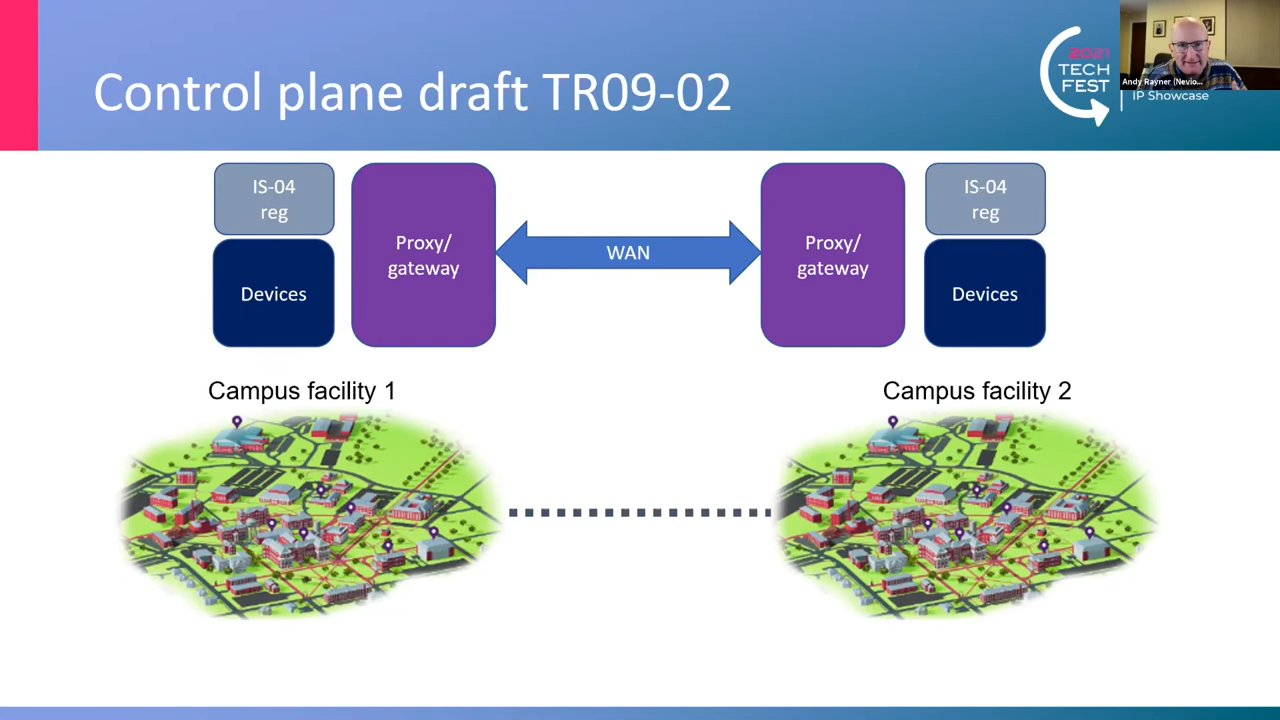 Control plane draft TR09-02
2021
TECH
FEST
IP Showcase
Andy Rayner (Nevio...
IS-04
reg
Devices
Proxy/
gateway
WAN
Proxy/
gateway
IS-04
reg
Devices
Campus facility 1
Campus facility 2